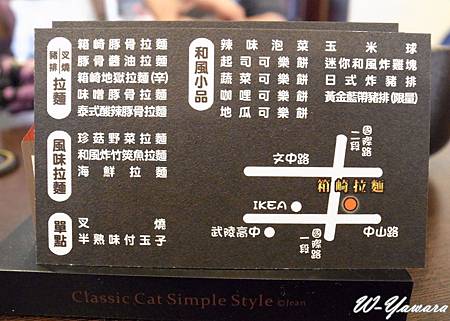 豬排 叉燒 拉麵
箱崎豚骨拉麵
豚骨醬油拉麵
箱崎地獄拉麵(辛)
味噌豚骨拉麵
泰式酸辣豚骨拉麵
風味拉麵
珍菇野菜拉麵
和風炸竹筴魚拉麵
海鮮拉麵
單點
叉燒
半熟味付玉子
和風小品
辣味泡菜
起司可樂餅
蔬菜可樂餅
咖哩可樂餅
地瓜可樂餅
玉米球
迷你和風炸雞塊
日式炸豬排
黃金藍帶豬排(限量)
國際路二段
文中路
箱崎拉麵
IKEA
武陵高中
國際路一段
中山路
Classic Cat Simple Style ©Jean
W-Yawara